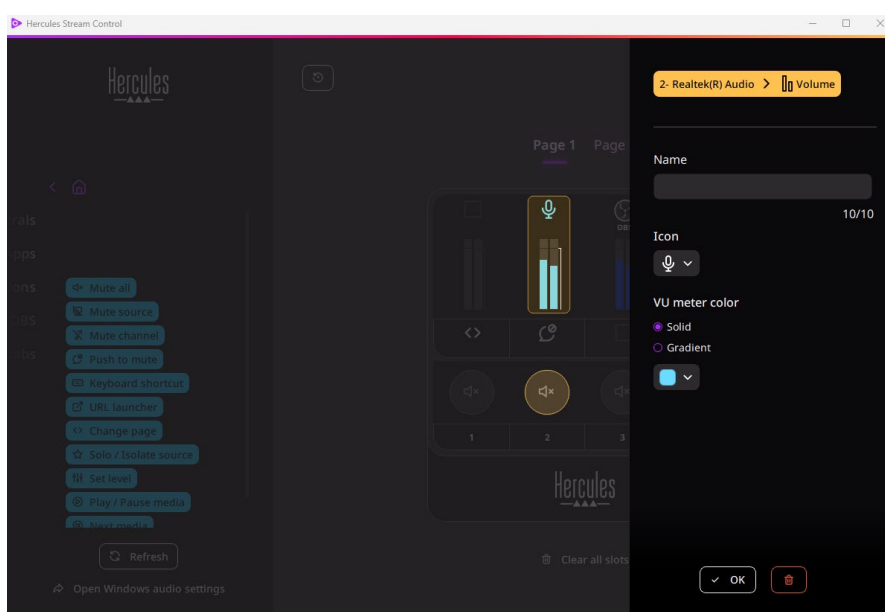 Hercules Stream Control
Hercules
2- Realtek(R) Audio > Volume
Page 1 Page
Name
10/10
Icon
OBS
VU meter color
Solid
Gradient
Mute all
Mute source
Mute channel
Push to mute
Keyboard shortcut
URL launcher
Change page
Solo / Isolate source
Set level
Play / Pause media
Next media
1 2 3
Hercules
Refresh
Clear all slots
Open Windows audio settings
OK